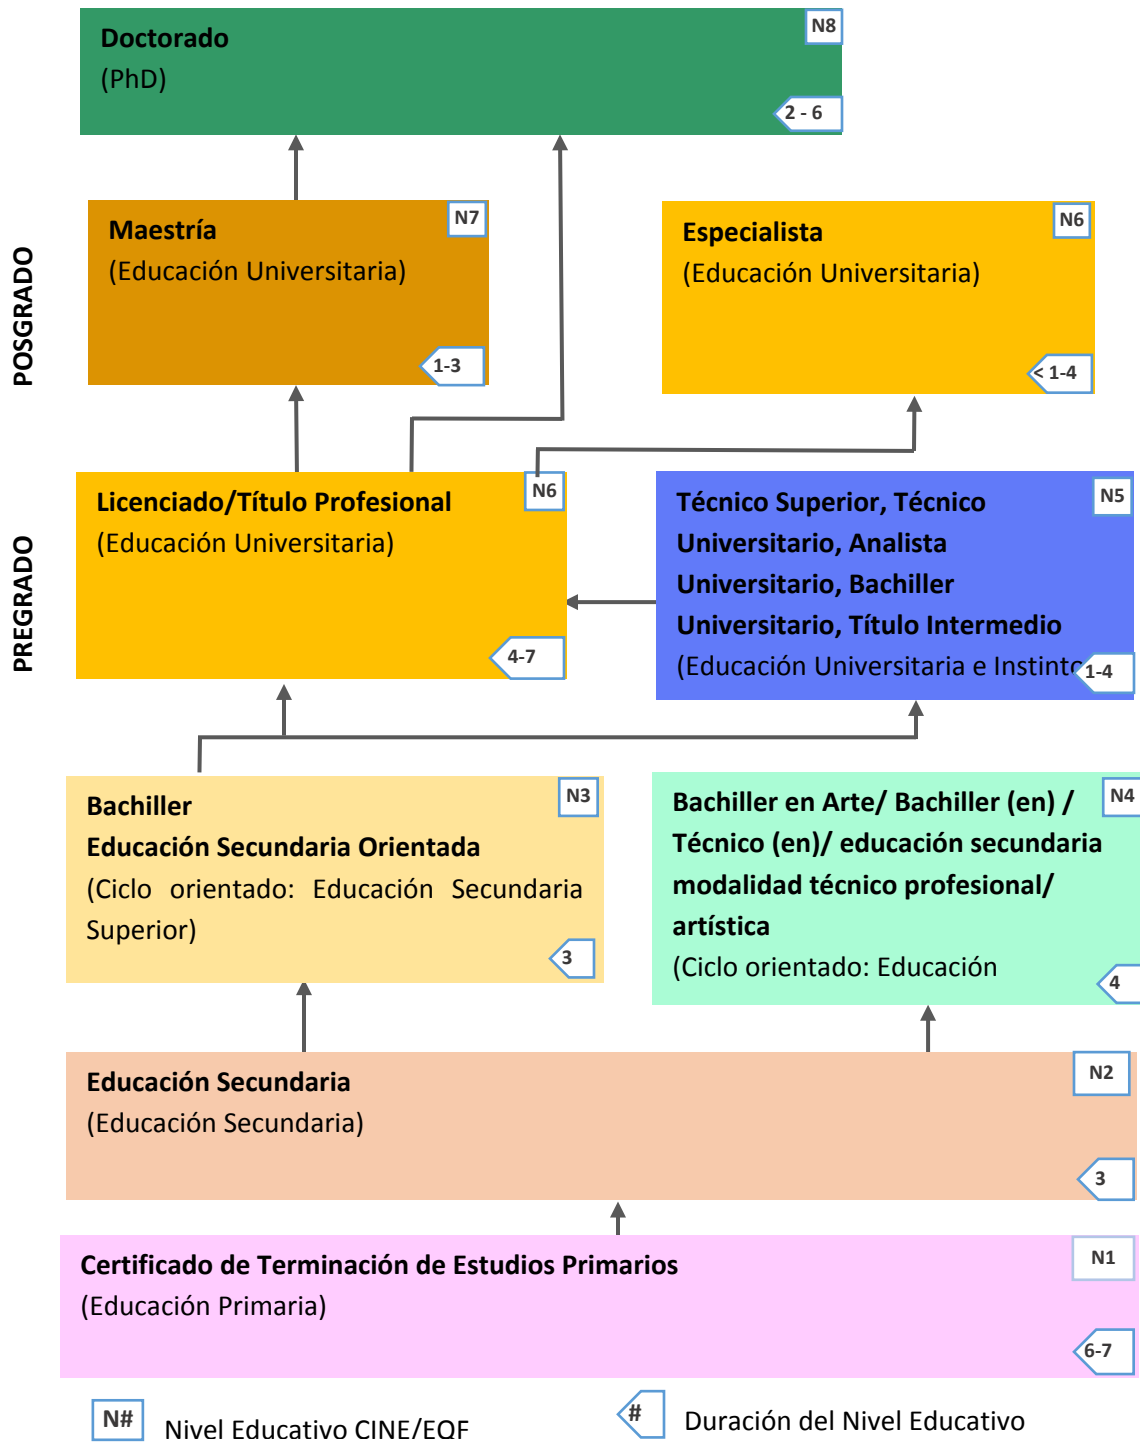 Doctorado
N8
(PhD)
2 - 6
POSGRADO
Maestría
N7
(Educación Universitaria)
1-3
Especialista
N6
(Educación Universitaria)
< 1-4
PREGRADO
Licenciado/Título Profesional
N6
(Educación Universitaria)
4-7
Técnico Superior, Técnico
N5
Universitario, Analista
Universitario, Bachiller
Universitario, Título Intermedio
(Educación Universitaria e Instinto
1-4
Bachiller
N3
Educación Secundaria Orientada
(Ciclo orientado: Educación Secundaria
Superior)
3
Bachiller en Arte/ Bachiller (en) /
N4
Técnico (en)/ educación secundaria
modalidad técnico profesional/
artística
(Ciclo orientado: Educación
4
Educación Secundaria
N2
(Educación Secundaria)
3
Certificado de Terminación de Estudios Primarios
N1
(Educación Primaria)
6-7
N#
Nivel Educativo CINE/EQF
#
Duración del Nivel Educativo